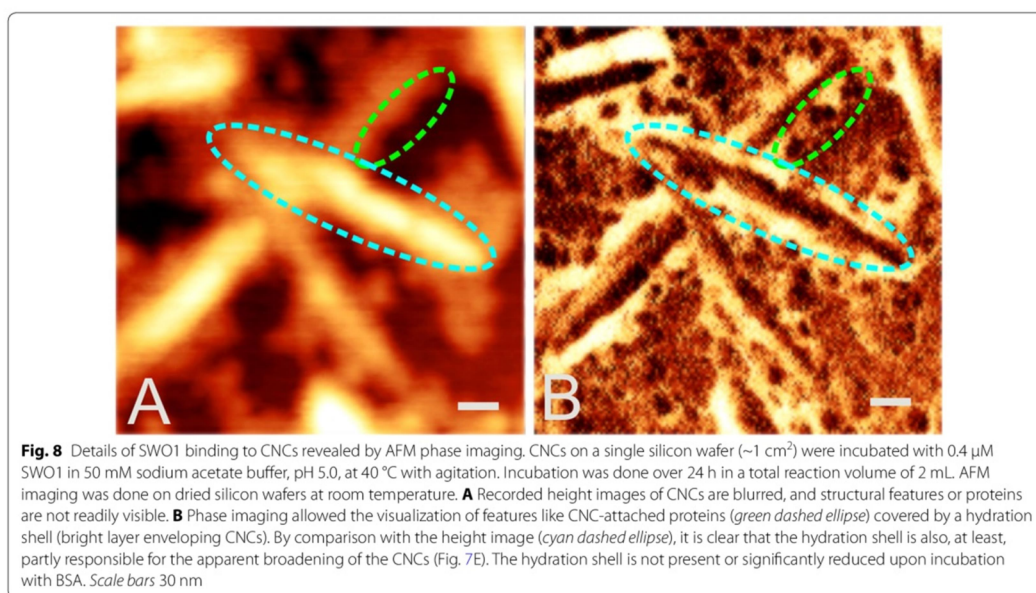 A
B
Fig. 8 Details of SWO1 binding to CNCs revealed by AFM phase imaging. CNCs on a single silicon wafer (~1 cm²) were incubated with 0.4 µM
SWO1 in 50 mM sodium acetate buffer, pH 5.0, at 40 °C with agitation. Incubation was done over 24 h in a total reaction volume of 2 mL. AFM
imaging was done on dried silicon wafers at room temperature. A Recorded height images of CNCs are blurred, and structural features or proteins
are not readily visible. B Phase imaging allowed the visualization of features like CNC-attached proteins (green dashed ellipse) covered by a hydration
shell (bright layer enveloping CNCs). By comparison with the height image (cyan dashed ellipse), it is clear that the hydration shell is also, at least,
partly responsible for the apparent broadening of the CNCs (Fig. 7E). The hydration shell is not present or significantly reduced upon incubation
with BSA. Scale bars 30 nm